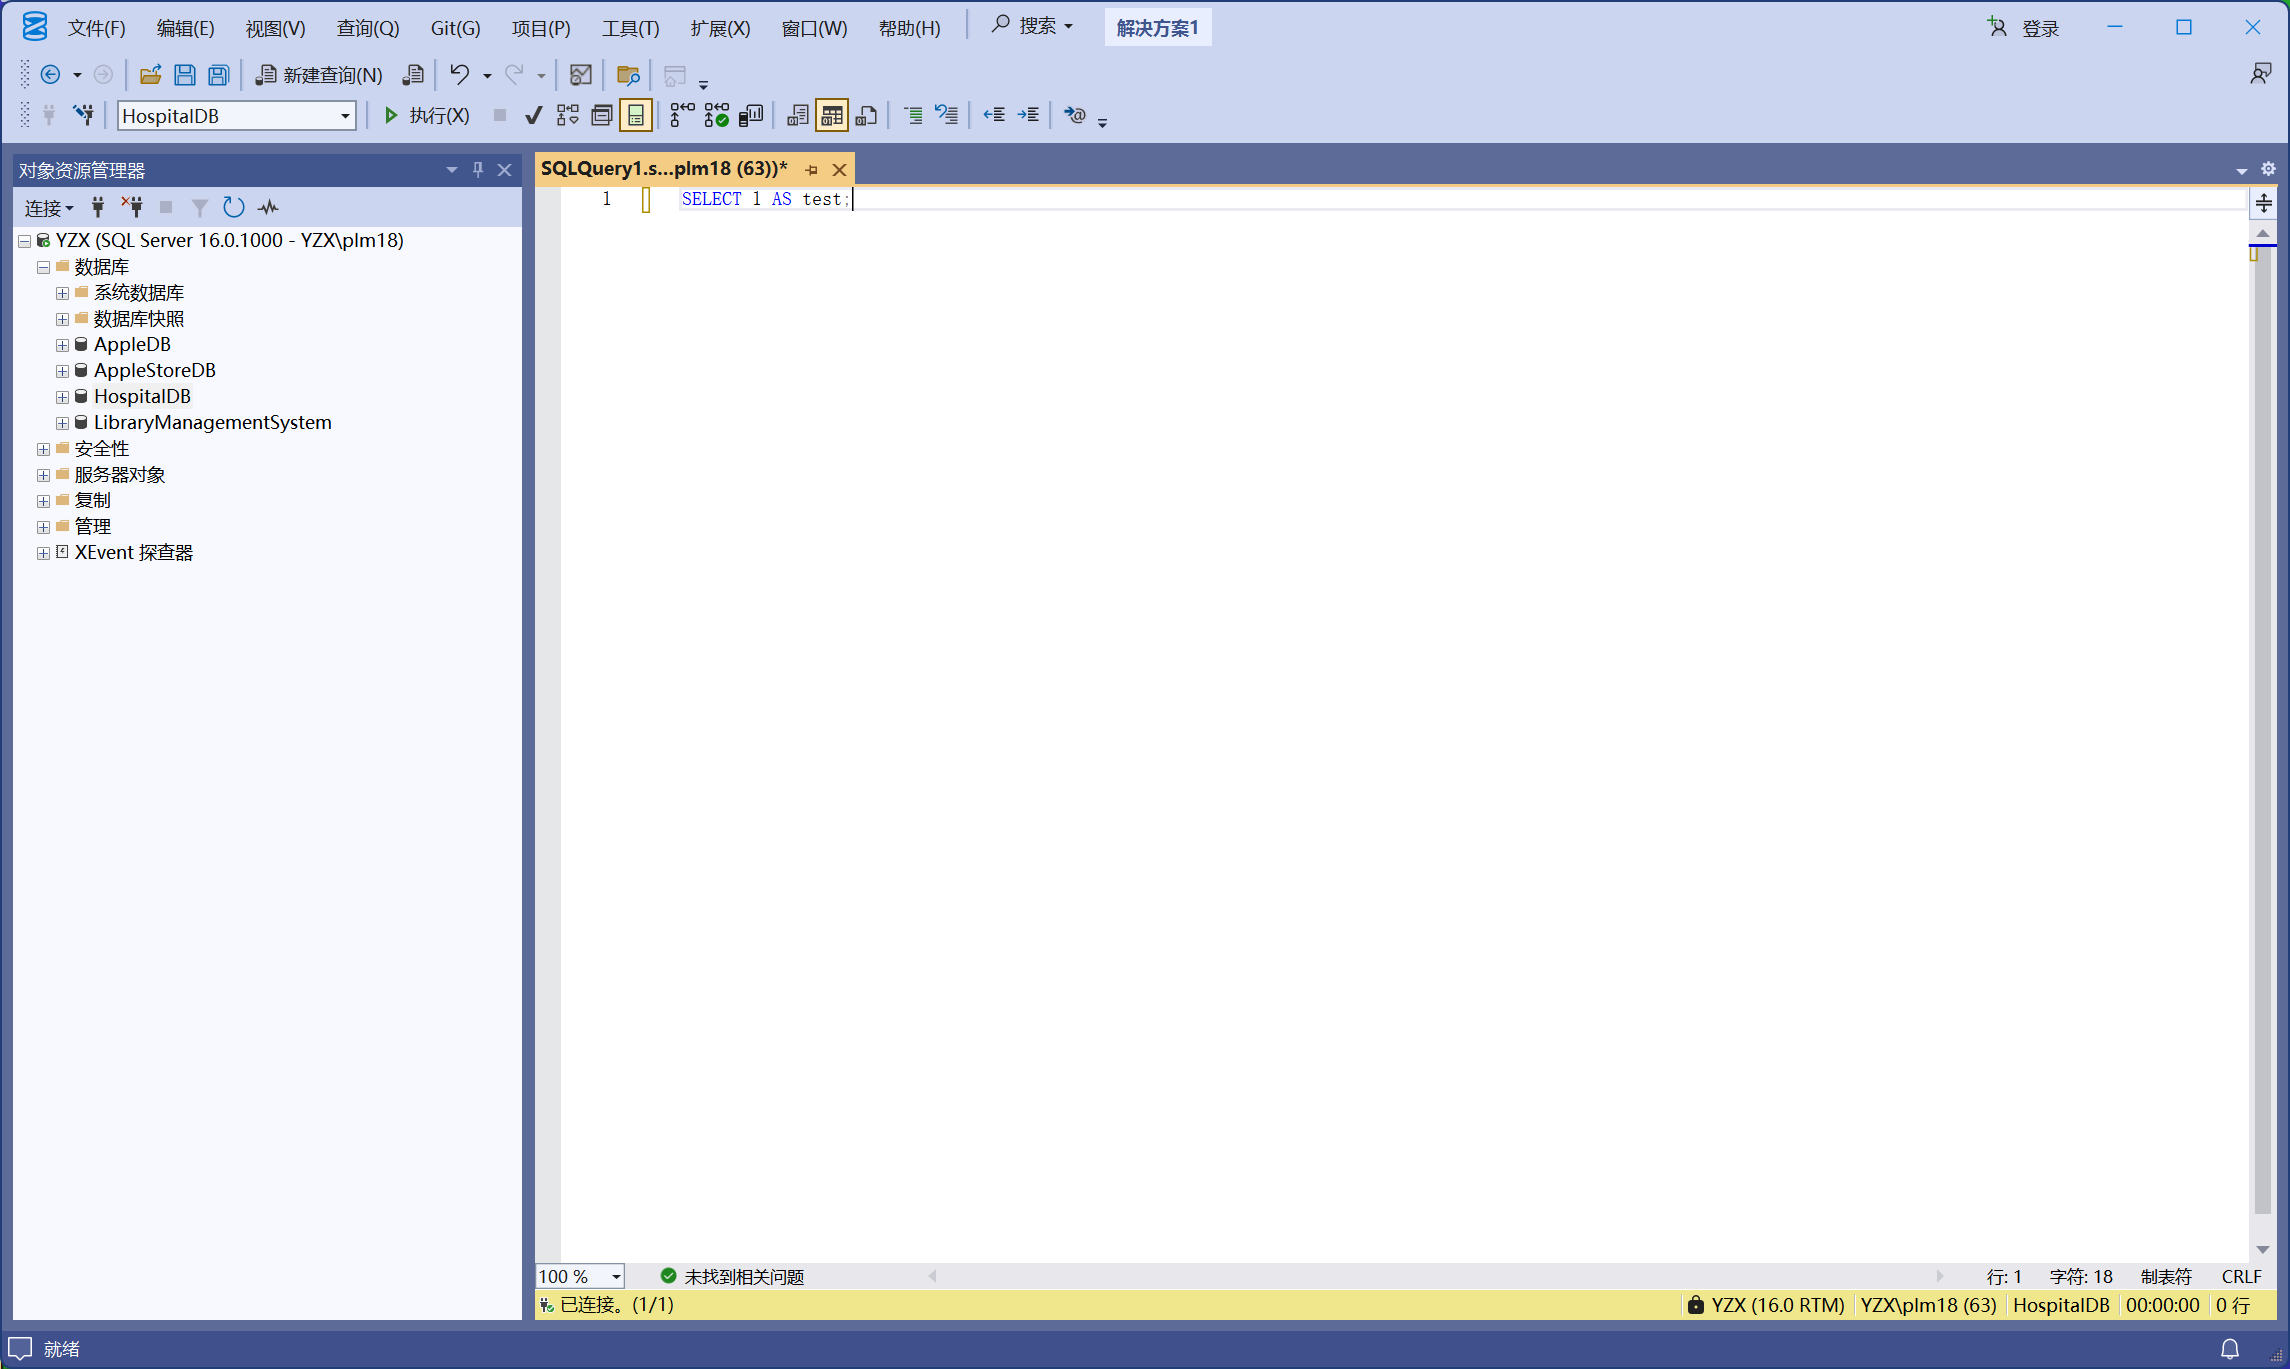 文件(F) 编辑(E) 视图(V) 查询(Q) Git(G) 项目(P) 工具(T) 扩展(X) 窗口(W) 帮助(H) 搜索 解决方案1 登录
新建查询(N)
HospitalDB 执行(X)
对象资源管理器
连接
YZX (SQL Server 16.0.1000 - YZX\plm18)
数据库
系统数据库
数据库快照
AppleDB
AppleStoreDB
HospitalDB
LibraryManagementSystem
安全性
服务器对象
复制
管理
XEvent 探查器
SQLQuery1.s...plm18 (63))*
1 SELECT 1 AS test;
100 % 未找到相关问题 行: 1 字符: 18 制表符 CRLF
已连接。(1/1) YZX (16.0 RTM) YZX\plm18 (63) HospitalDB 00:00:00 0 行
就绪